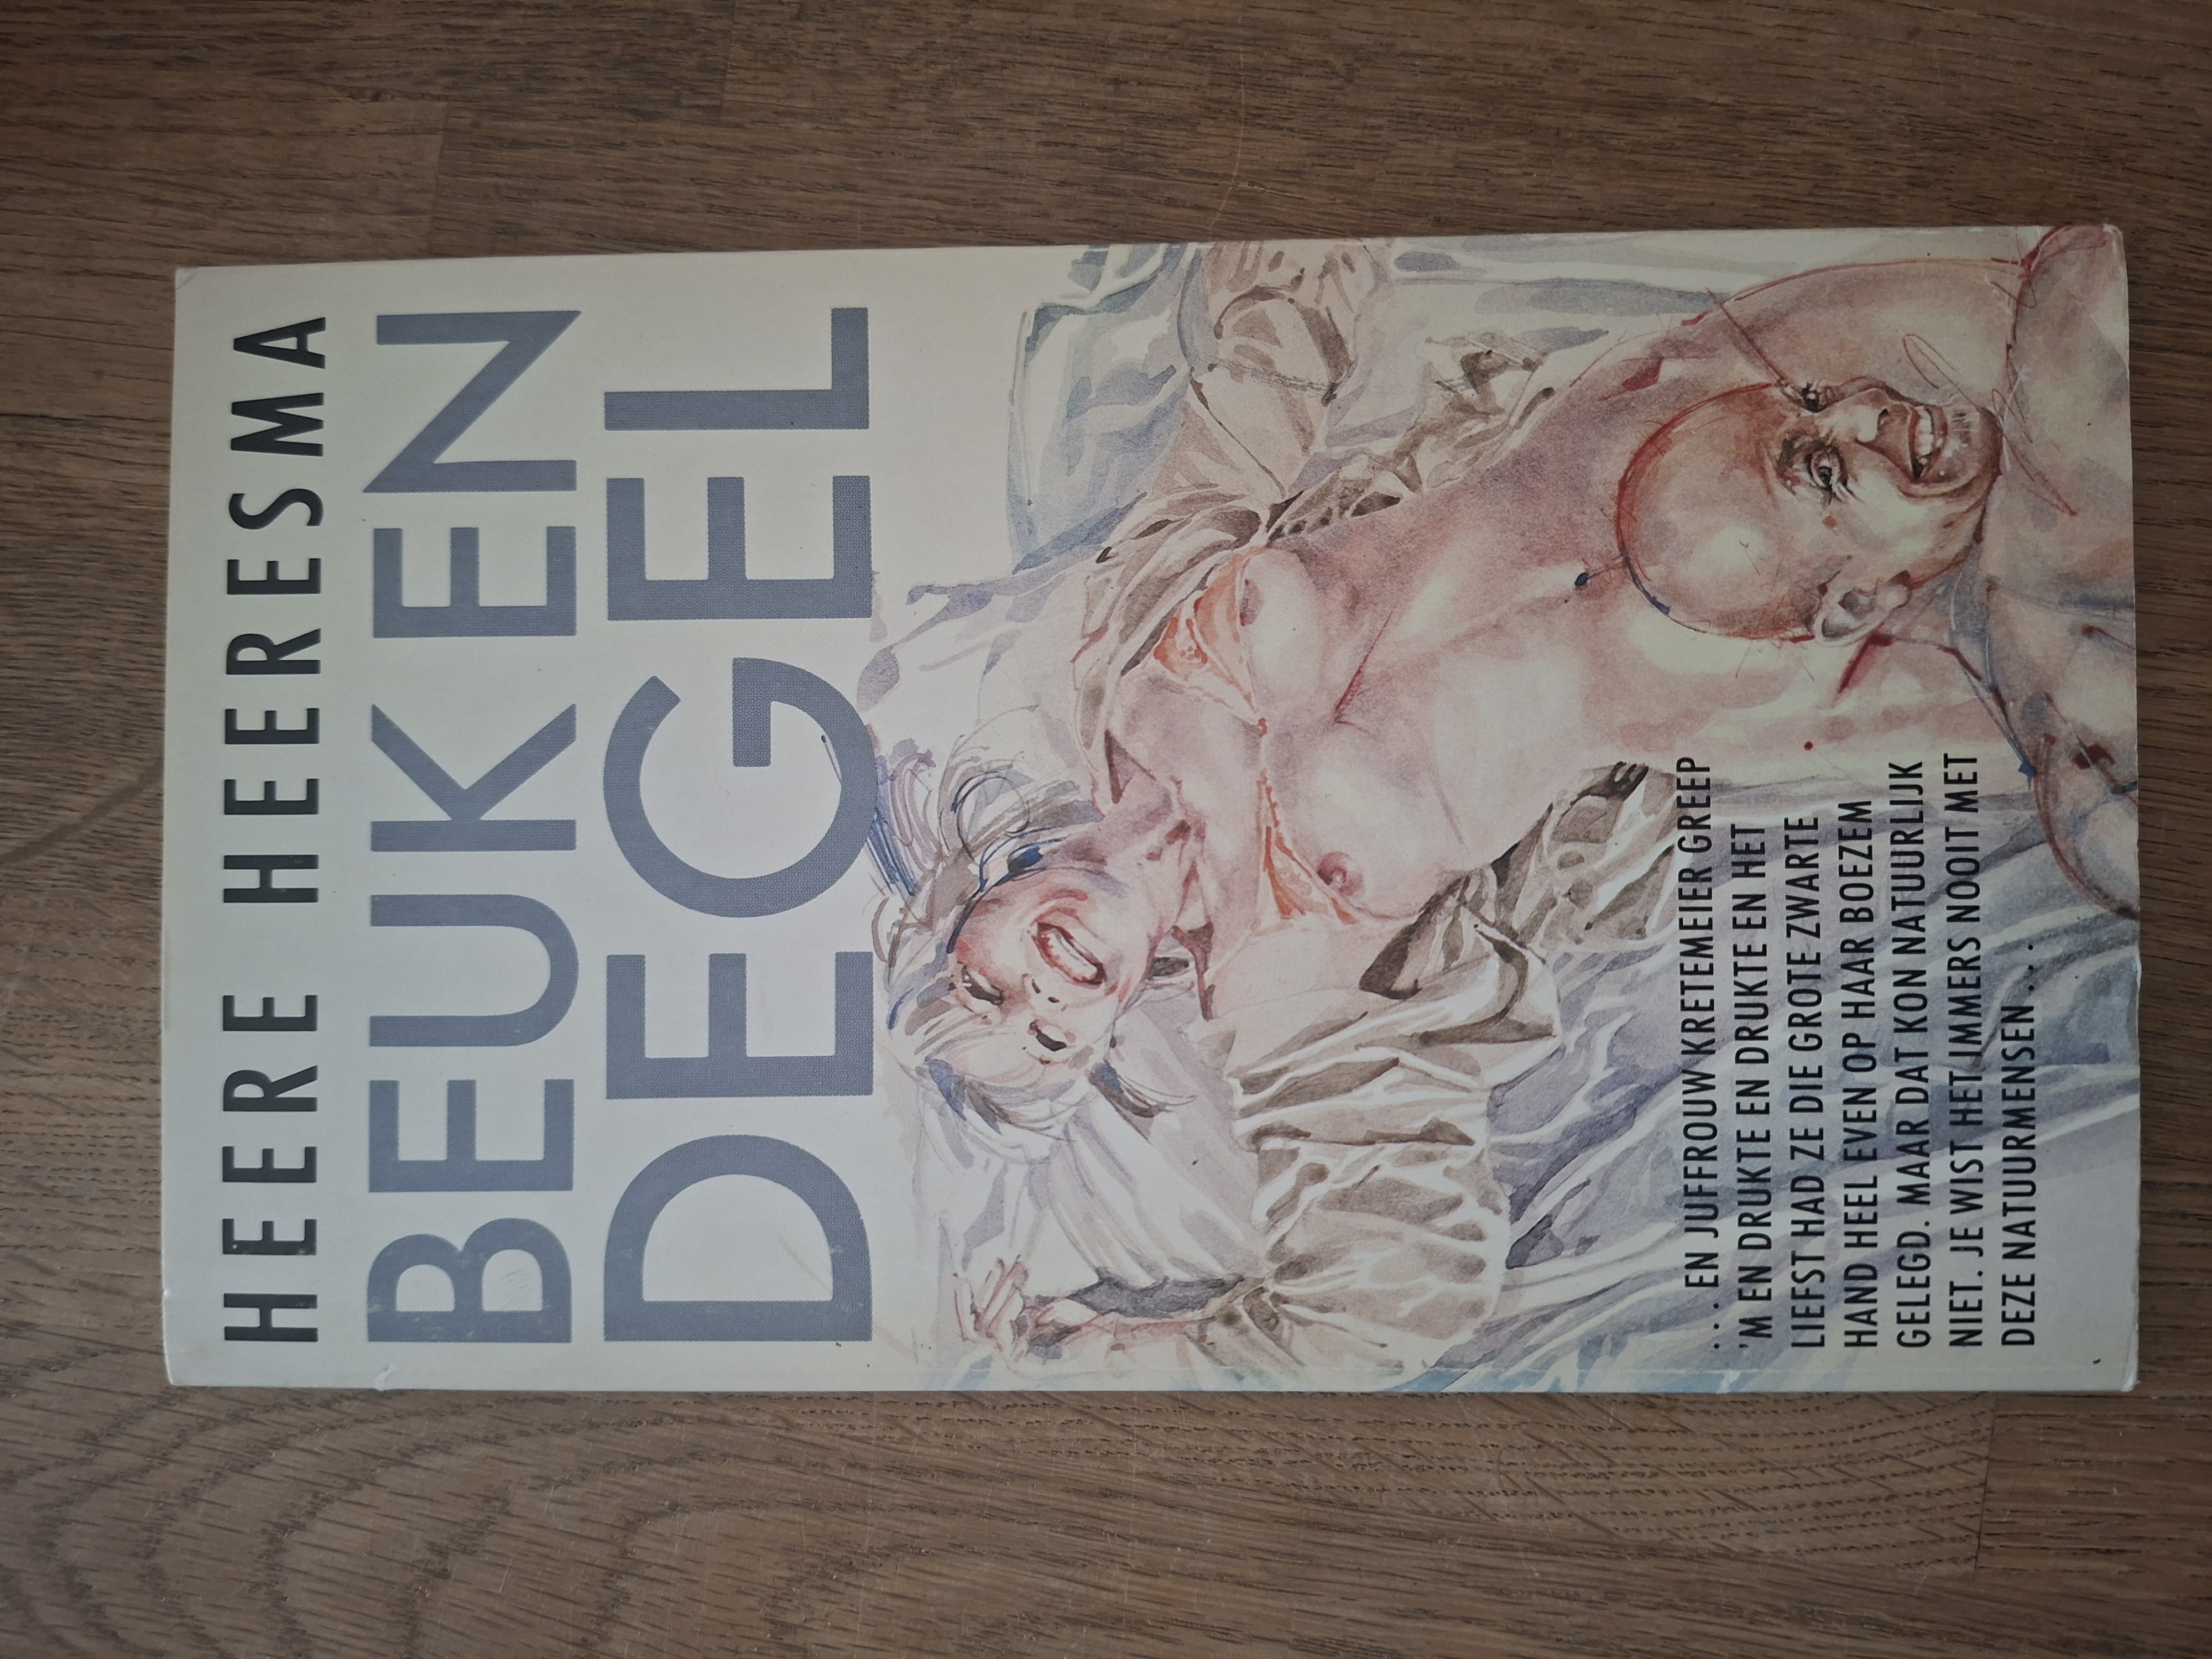 HEERE HEERESMA
BEUKEN
DEGEL
... EN JUFFROUW KRETEMEIER GREEP
'M EN DRUKTE EN DRUKTE EN HET
LIEFST HAD ZE DIE GROTE ZWARTE
HAND HEEL EVEN OP HAAR BOEZEM
GELEGD. MAAR DAT KON NATUURLIJK
NIET. JE WIST HET IMMERS NOOIT MET
DEZE NATUURMENSEN ...